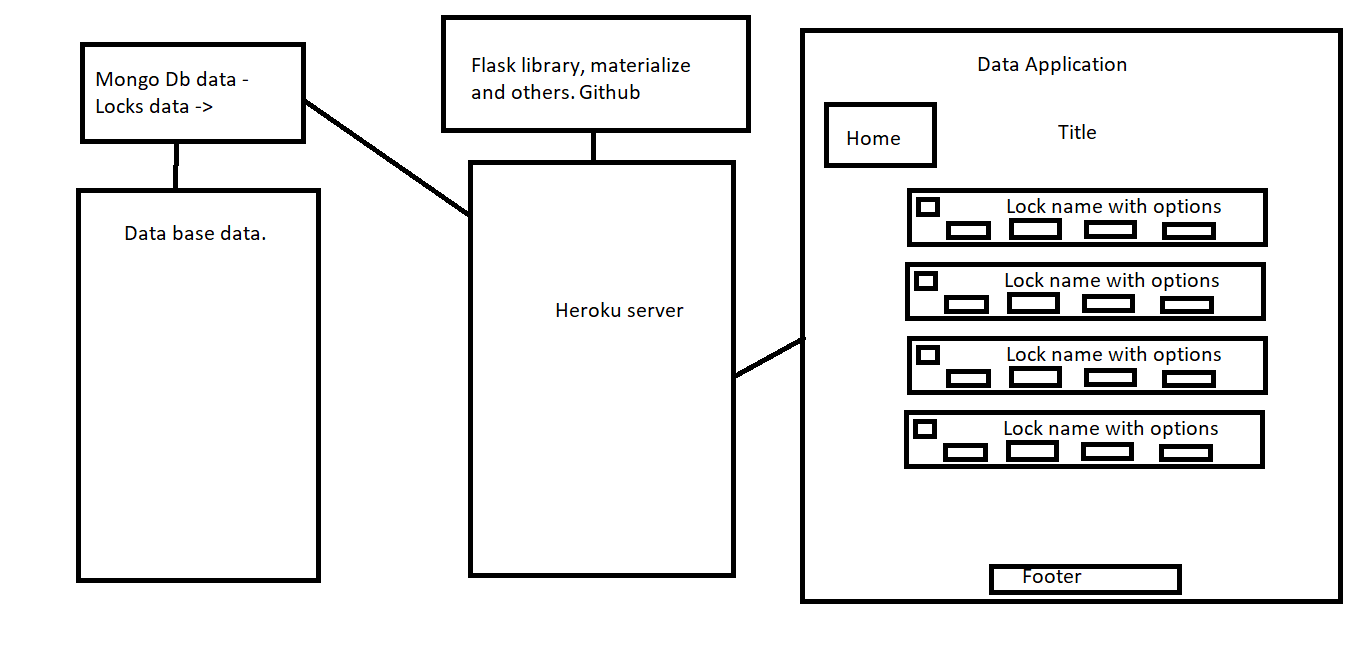 Mongo Db data -
Locks data ->
Data base data.
Flask library, materialize
and others. Github
Heroku server
Data Application
Home
Title
Lock name with options
Lock name with options
Lock name with options
Lock name with options
Footer